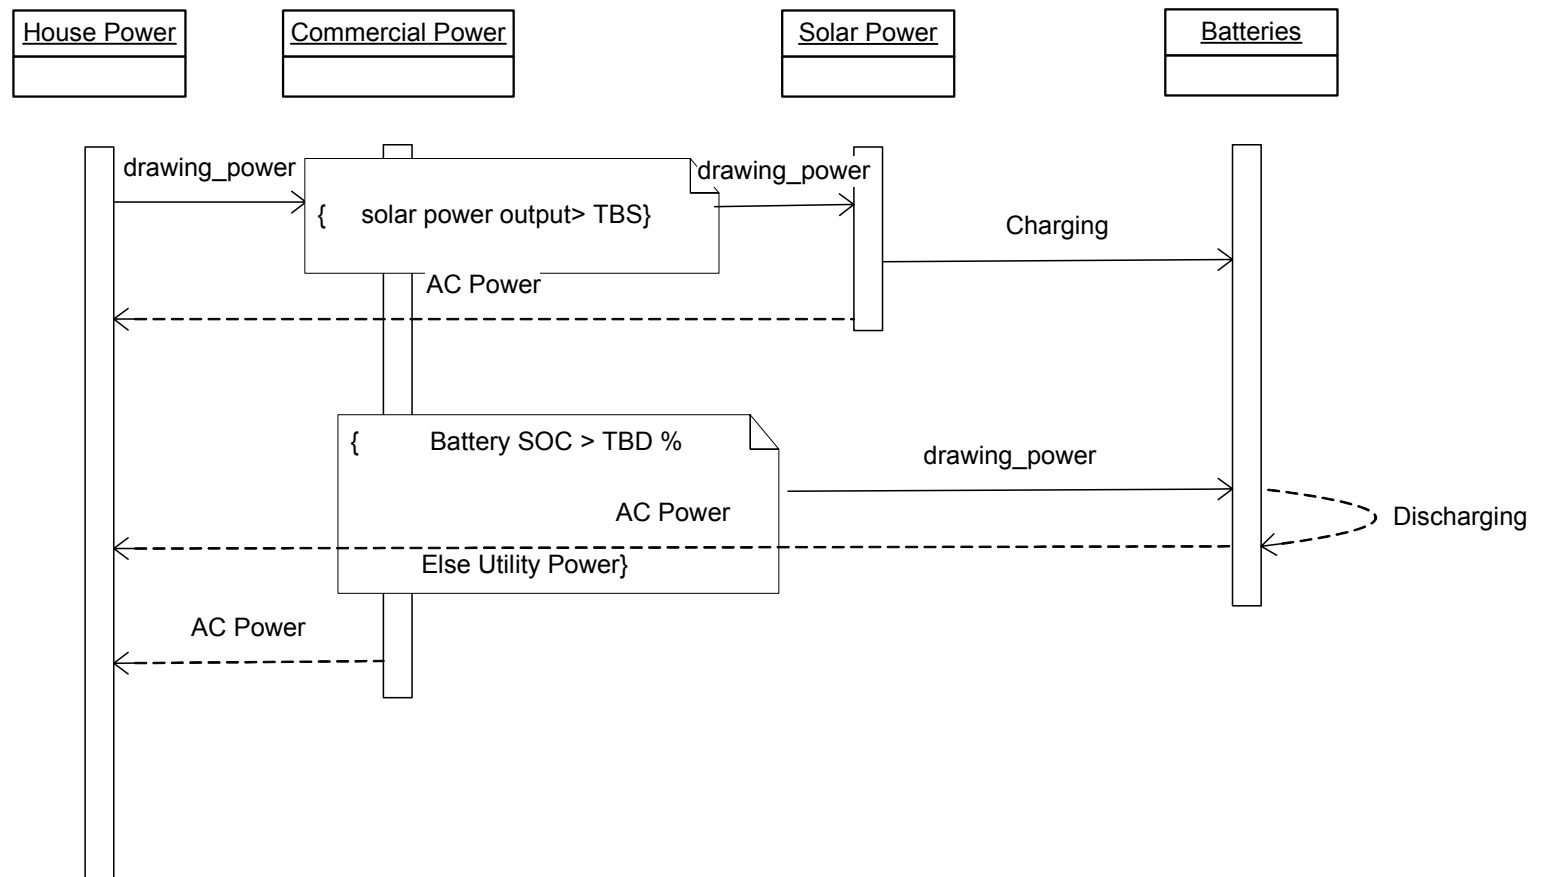 House Power
Commercial Power
Solar Power
Batteries
drawing_power
{ solar power output> TBS}
drawing_power
Charging
AC Power
{ Battery SOC > TBD %
drawing_power
AC Power
Discharging
Else Utility Power}
AC Power